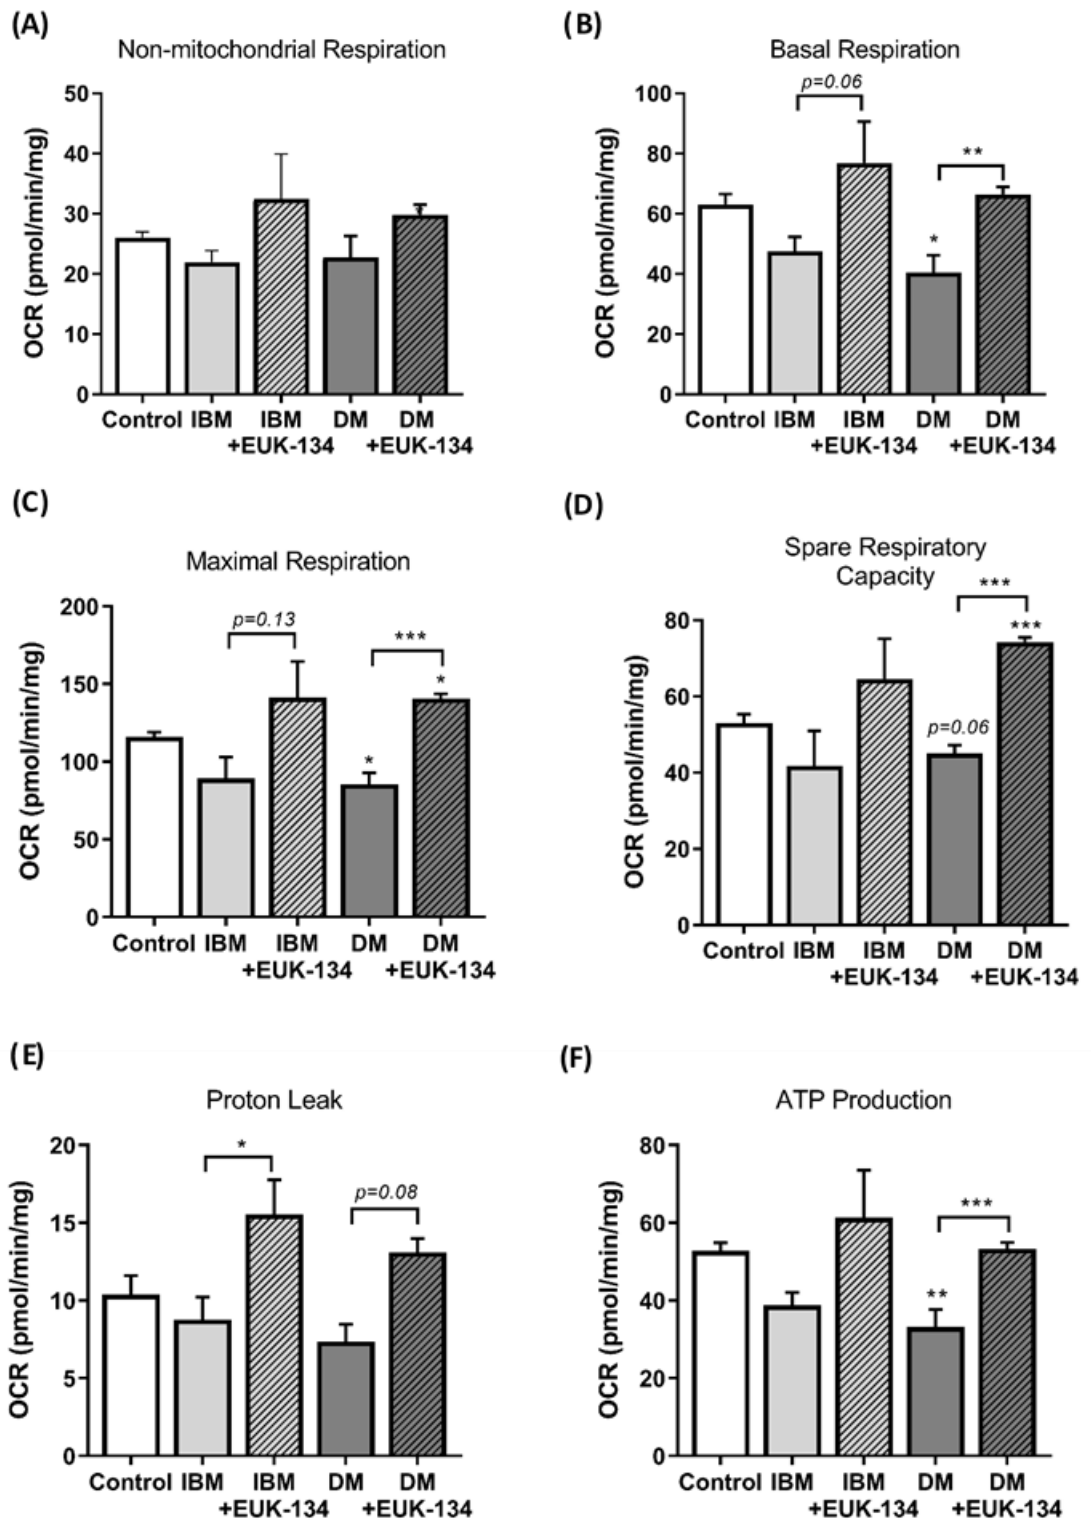 (A)
Non-mitochondrial Respiration
OCR (pmol/min/mg)
50
40
30
20
10
0
*
Control IBM IBM DM DM
+EUK-134 +EUK-134
(B)
Basal Respiration
OCR (pmol/min/mg)
p=0.06
**
*
100
80
60
40
20
0
Control IBM IBM DM DM
+EUK-134 +EUK-134
(C)
Maximal Respiration
OCR (pmol/min/mg)
p=0.13
***
*
*
200
150
100
50
0
Control IBM IBM DM DM
+EUK-134 +EUK-134
(D)
Spare Respiratory
Capacity
OCR (pmol/min/mg)
***
***
p=0.06
80
60
40
20
0
Control IBM IBM DM DM
+EUK-134 +EUK-134
(E)
Proton Leak
OCR (pmol/min/mg)
*
p=0.08
20
15
10
5
0
Control IBM IBM DM DM
+EUK-134 +EUK-134
(F)
ATP Production
OCR (pmol/min/mg)
***
**
80
60
40
20
0
Control IBM IBM DM DM
+EUK-134 +EUK-134